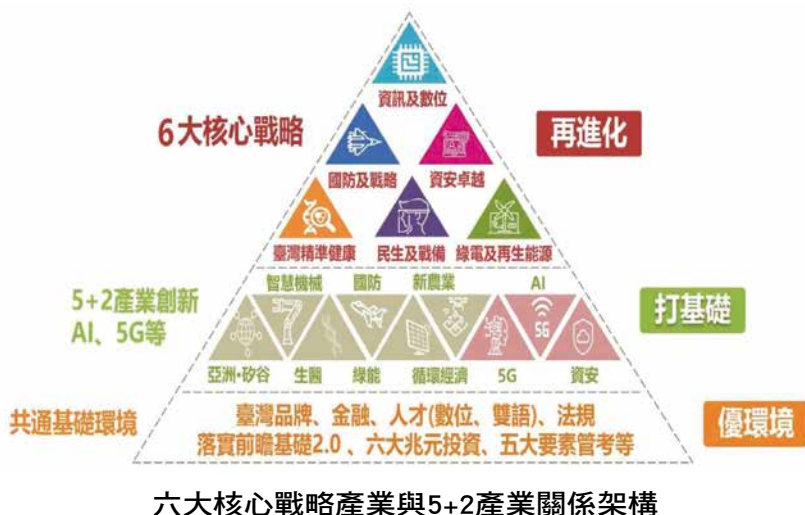 資訊及數位
6大核心戰略
再進化
國防及戰略
資安卓越
臺灣精準健康
民生及戰備
綠電及再生能源
智慧機械
國防
新農業
AI
5+2產業創新
AI、5G等
打基礎
5G
亞洲•矽谷
生醫
綠能
循環經濟
5G
資安
共通基礎環境
臺灣品牌、金融、人才(數位、雙語)、法規
落實前瞻基礎2.0、六大兆元投資、五大要素管考等
優環境
六大核心戰略產業與5+2產業關係架構